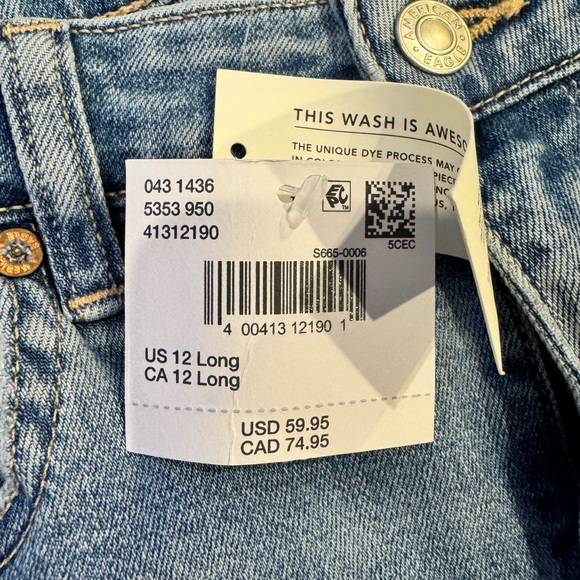 AMERICAN
EAGLE
THIS WASH IS
THE UNIQUE DYE PROCESS MAY
043 1436
5353 950
41312190
5CEC
S665-0006
4 00413 12190 1
US 12 Long
CA 12 Long
USD 59.95
CAD 74.95